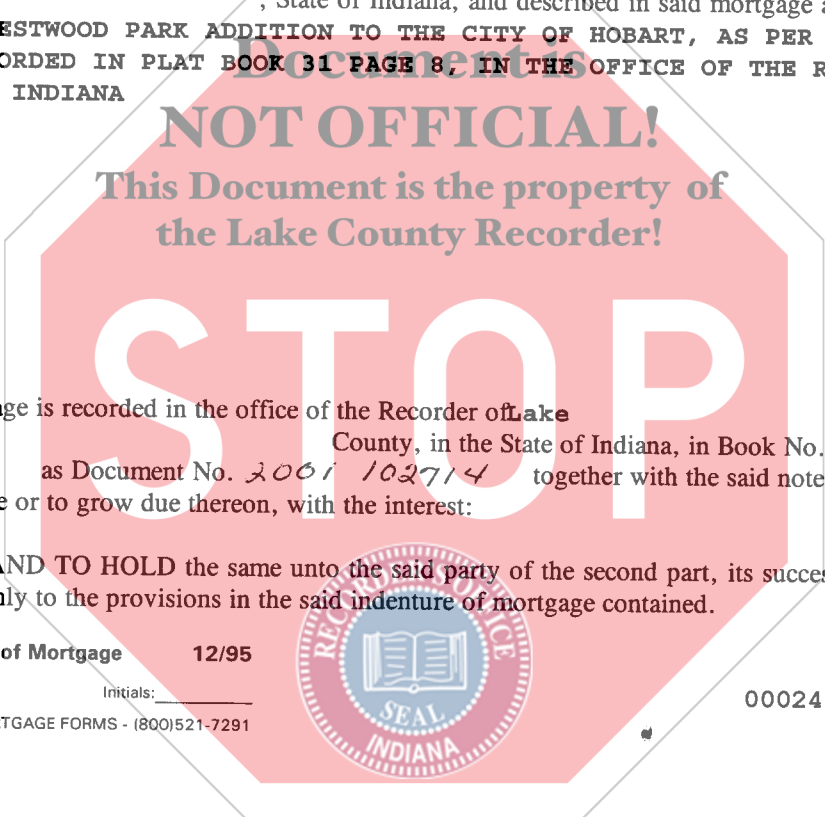 , State of Indiana, and described in said mortgage
ESTWOOD PARK ADDITION TO THE CITY OF HOBART, AS PER
ORDED IN PLAT BOOK 31 PAGE 8, IN THE OFFICE OF THE R
INDIANA
Document is
NOT OFFICIAL!
This Document is the property of
the Lake County Recorder!
STOP
ge is recorded in the office of the Recorder of Lake
County, in the State of Indiana, in Book No.
as Document No. 2001 102714 together with the said note
e or to grow due thereon, with the interest:
AND TO HOLD the same unto the said party of the second part, its succes
nly to the provisions in the said indenture of mortgage contained.
of Mortgage 12/95
Initials:
TGAGE FORMS - (800)521-7291
00024
SEAL
INDIANA